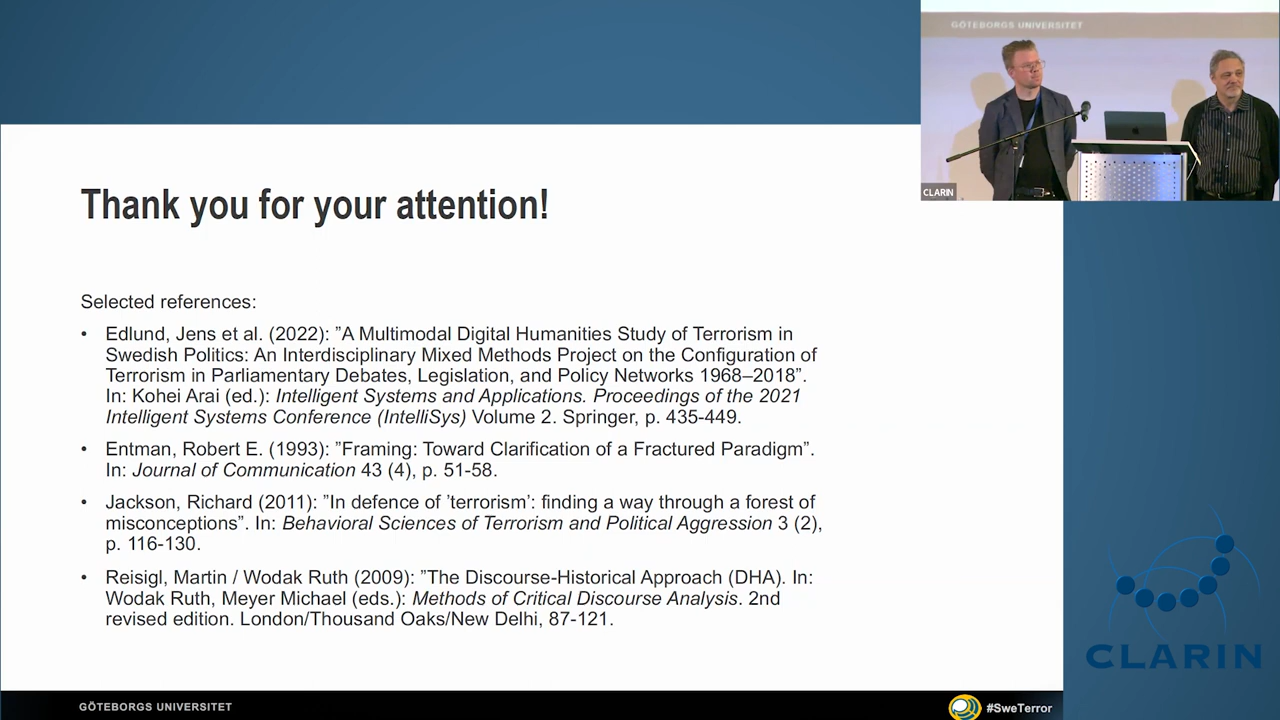 GÖTEBORGS UNIVERSITET
CLARIN
Thank you for your attention!
Selected references:
• Edlund, Jens et al. (2022): ”A Multimodal Digital Humanities Study of Terrorism in
Swedish Politics: An Interdisciplinary Mixed Methods Project on the Configuration of
Terrorism in Parliamentary Debates, Legislation, and Policy Networks 1968–2018”.
In: Kohei Arai (ed.): Intelligent Systems and Applications. Proceedings of the 2021
Intelligent Systems Conference (IntelliSys) Volume 2. Springer, p. 435-449.
• Entman, Robert E. (1993): ”Framing: Toward Clarification of a Fractured Paradigm”.
In: Journal of Communication 43 (4), p. 51-58.
• Jackson, Richard (2011): ”In defence of ’terrorism’: finding a way through a forest of
misconceptions”. In: Behavioral Sciences of Terrorism and Political Aggression 3 (2),
p. 116-130.
• Reisigl, Martin / Wodak Ruth (2009): ”The Discourse-Historical Approach (DHA). In:
Wodak Ruth, Meyer Michael (eds.): Methods of Critical Discourse Analysis. 2nd
revised edition. London/Thousand Oaks/New Delhi, 87-121.
CLARIN
GÖTEBORGS UNIVERSITET
#SweTerror